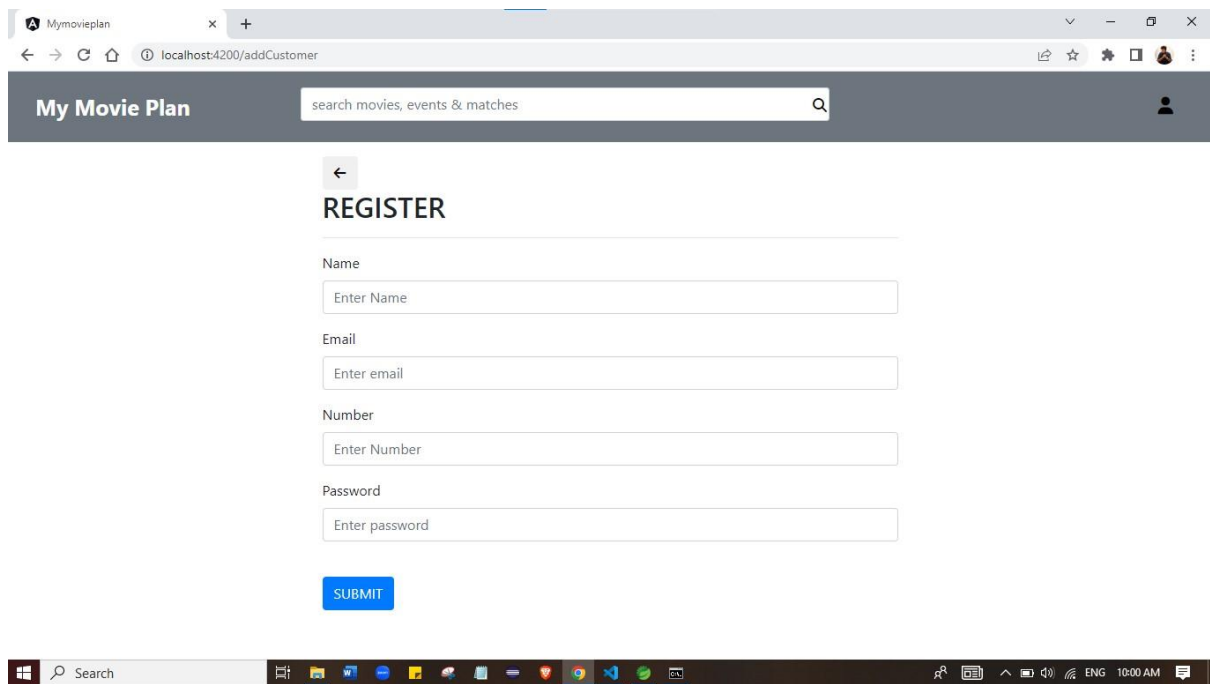 Mymovieplan
localhost:4200/addCustomer
My Movie Plan
search movies, events & matches
REGISTER
Name
Enter Name
Email
Enter email
Number
Enter Number
Password
Enter password
SUBMIT
Search
ENG 10:00 AM